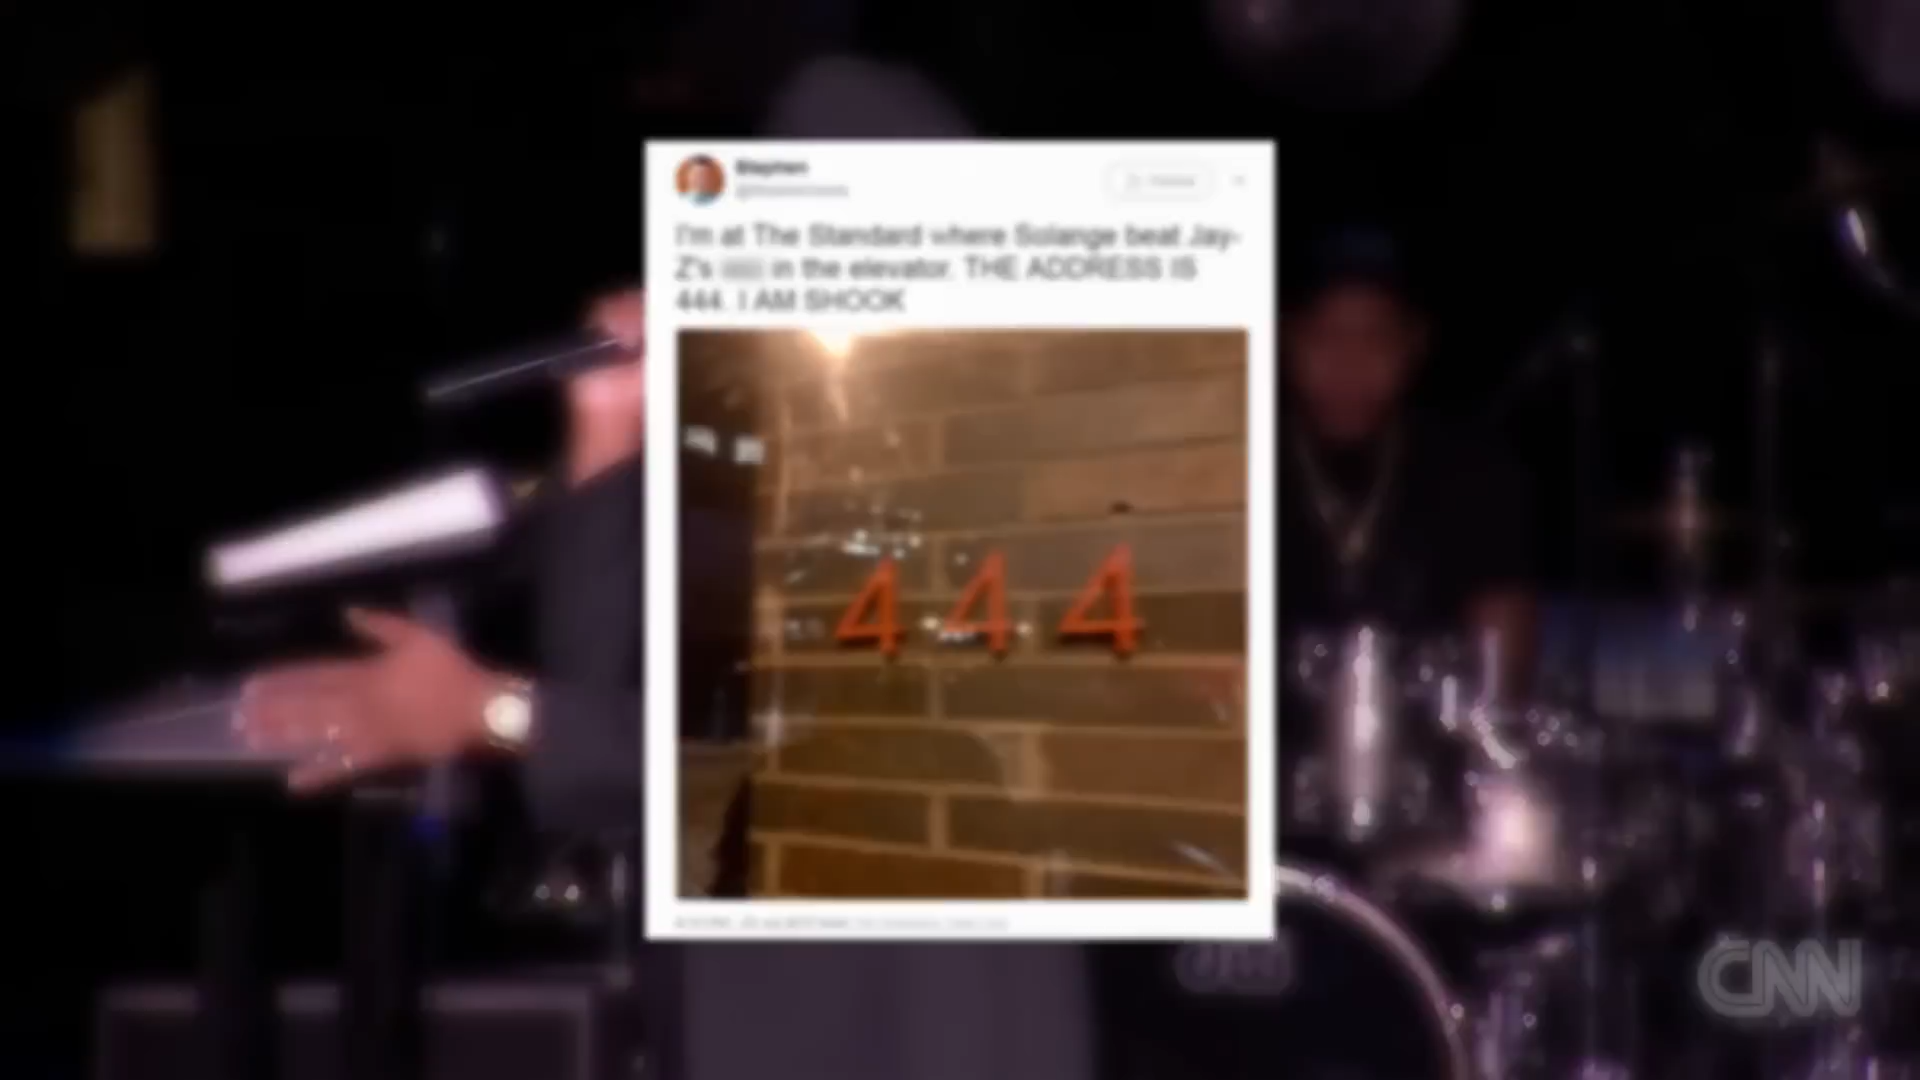 Stephen
I'm at The Standard where Solange beat Jay-
Z's in the elevator. THE ADDRESS IS
444. I AM SHOOK
444
CNN